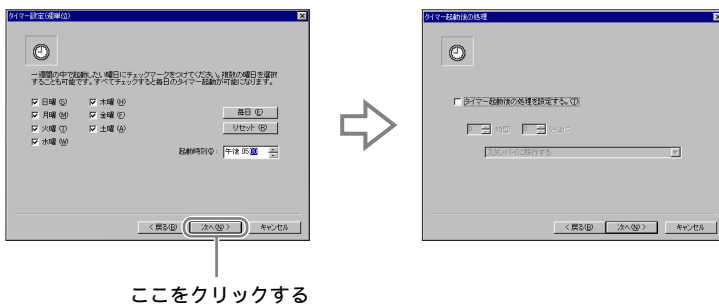 タイマー設定(週単位)
一週間の中で起動したい曜日にチェックマークをつけてください。複数の曜日を選択
することも可能です。すべてチェックすると毎日のタイマー起動が可能になります。
日曜(S) 木曜(H)
月曜(M) 金曜(F)
火曜(T) 土曜(A)
水曜(W)
毎日(E)
リセット(R)
起動時刻(I): 午後 05:00
<戻る(B) 次へ(N)> キャンセル
ここをクリックする
タイマー起動後の処理
タイマー起動後の処理を設定する。(T)
0 時間 0 分後に
スタンバイに移行する
<戻る(B) 次へ(N)> キャンセル